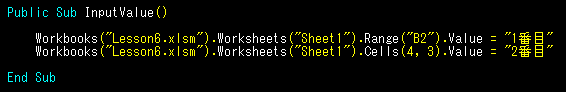 Public Sub InputValue()
Workbooks("Lesson6.xlsm").Worksheets("Sheet1").Range("B2").Value = "1番目"
Workbooks("Lesson6.xlsm").Worksheets("Sheet1").Cells(4, 3).Value = "2番目"
End Sub